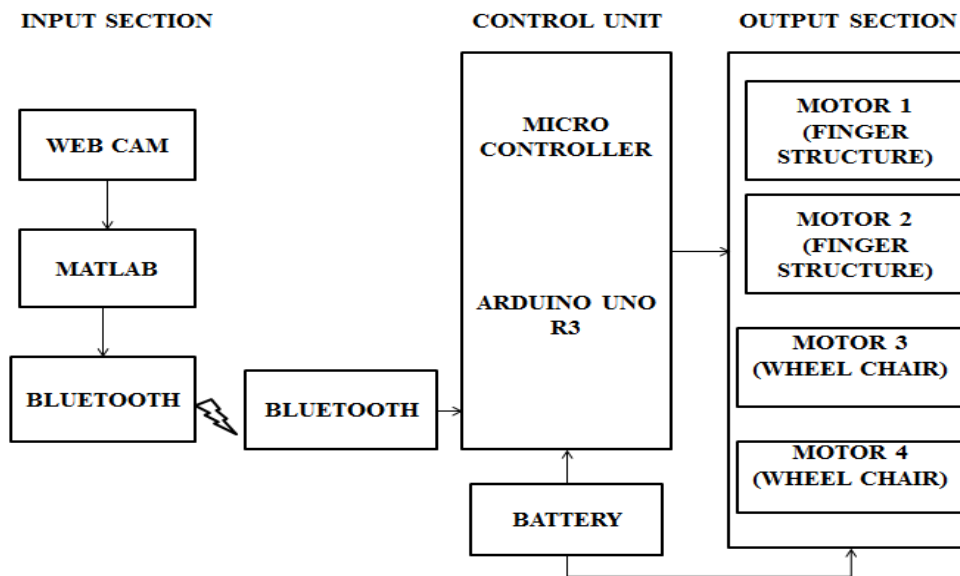 INPUT SECTION
CONTROL UNIT
OUTPUT SECTION
WEB CAM
MATLAB
BLUETOOTH
BLUETOOTH
MICRO
CONTROLLER
ARDUINO UNO
R3
BATTERY
MOTOR 1
(FINGER
STRUCTURE)
MOTOR 2
(FINGER
STRUCTURE)
MOTOR 3
(WHEEL CHAIR)
MOTOR 4
(WHEEL CHAIR)